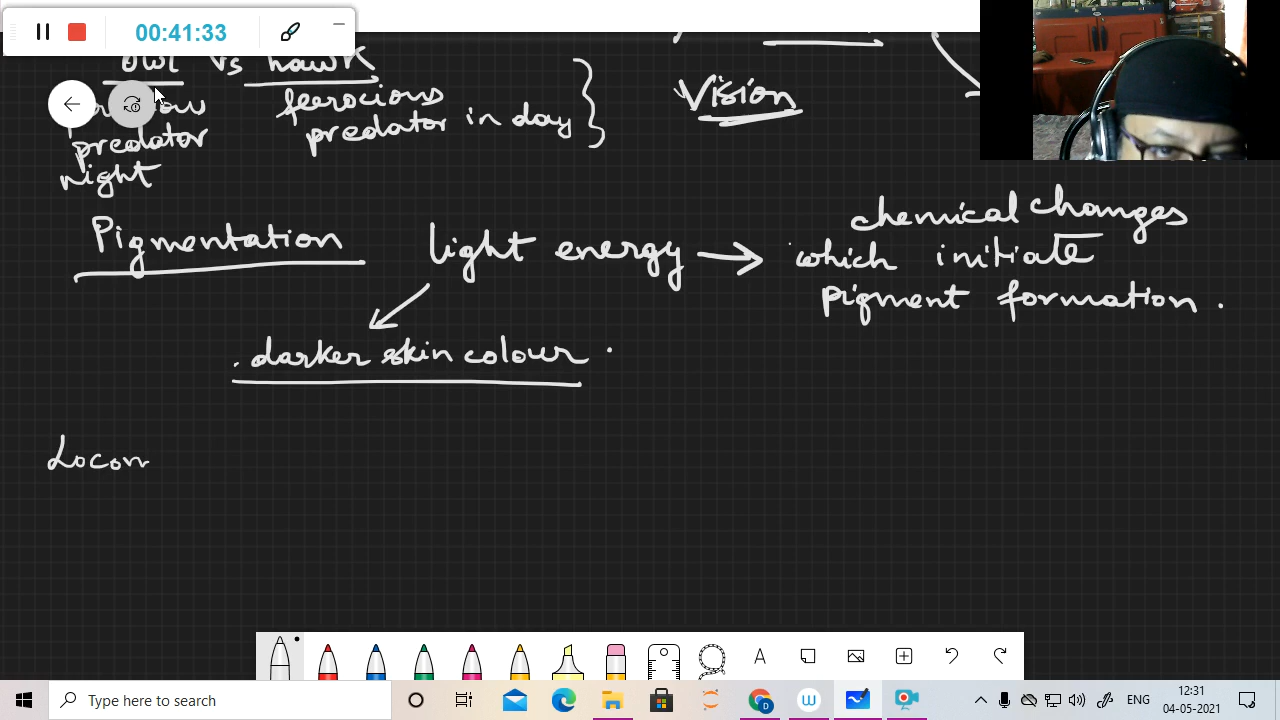 00:41:33
owl vs hawk
ferocious
predator in day
predator
night
Vision
Pigmentation
light energy →
chemical changes
which initiate
pigment formation.
. darker skin colour .
Locom
A
Type here to search
ENG
12:31
04-05-2021